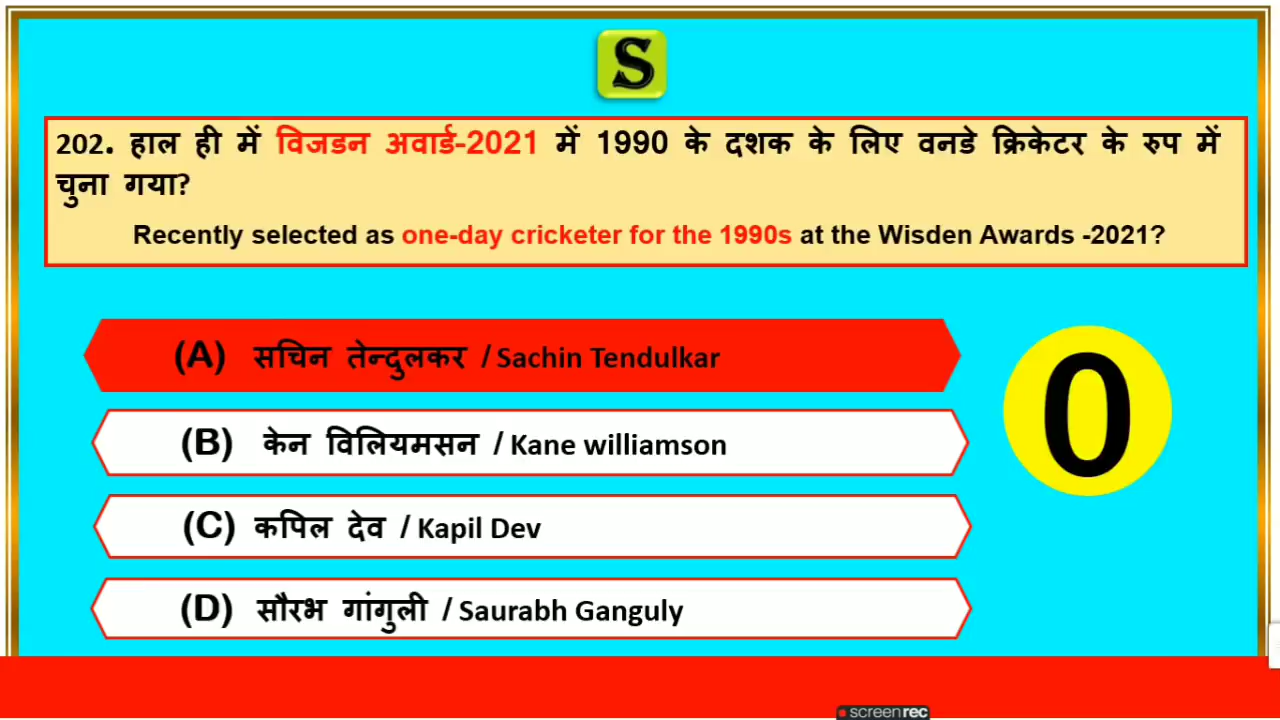 S
202. हाल ही में विजडन अवार्ड-2021 में 1990 के दशक के लिए वनडे क्रिकेटर के रुप में
चुना गया?
Recently selected as one-day cricketer for the 1990s at the Wisden Awards -2021?
(A) सचिन तेन्दुलकर / Sachin Tendulkar
0
(B) केन विलियमसन / Kane williamson
(C) कपिल देव / Kapil Dev
(D) सौरभ गांगुली / Saurabh Ganguly
screenrec